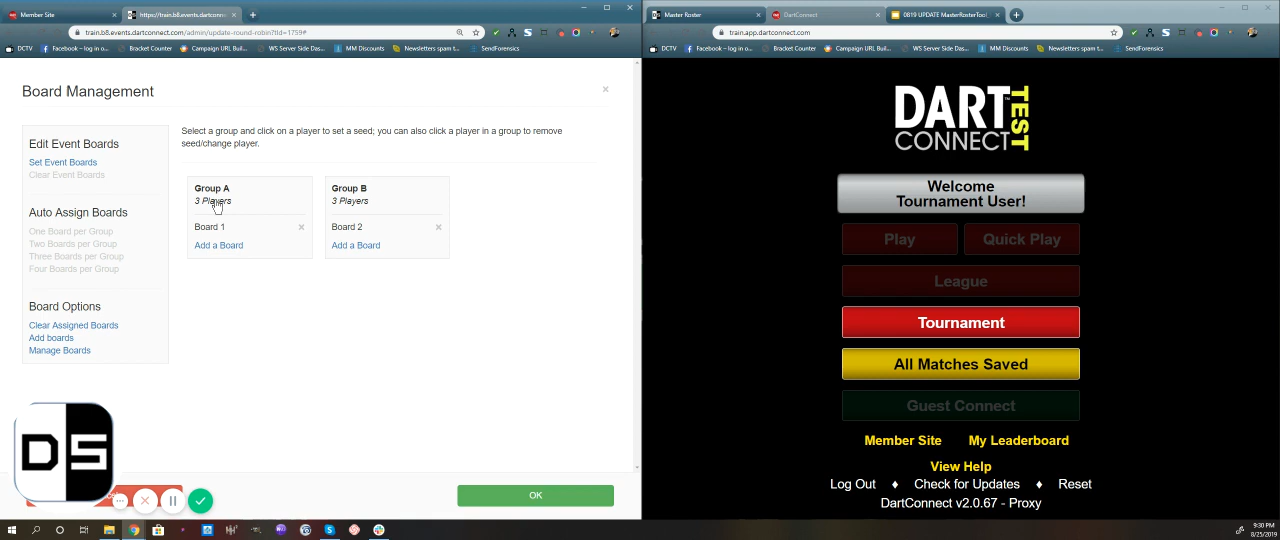 Member Site
https://train.b8.events.dartconn
train.b8.events.dartconnect.com/admin/update-round-robin?tId=1759#
DCTV
Facebook – log in o...
Bracket Counter
Campaign URL Buil...
WS Server Side Das...
MM Discounts
Newsletters spam t...
SendForensics
Board Management
Edit Event Boards
Set Event Boards
Clear Event Boards
Auto Assign Boards
One Board per Group
Two Boards per Group
Three Boards per Group
Four Boards per Group
Board Options
Clear Assigned Boards
Add boards
Manage Boards
Select a group and click on a player to set a seed; you can also click a player in a group to remove
seed/change player.
Group A
3 Players
Board 1
Add a Board
Group B
3 Players
Board 2
Add a Board
DS
OK
Master Roster
DartConnect
0819 UPDATE MasterRosterTool_
train.app.dartconnect.com
DCTV
Facebook – log in o...
Bracket Counter
Campaign URL Buil...
WS Server Side Das...
MM Discounts
Newsletters spam t...
SendForensics
DART
CONNECT
TEST
Welcome
Tournament User!
Play
Quick Play
League
Tournament
All Matches Saved
Guest Connect
Member Site
My Leaderboard
View Help
Log Out ♦ Check for Updates ♦ Reset
DartConnect v2.0.67 - Proxy
9:30 PM
8/25/2019